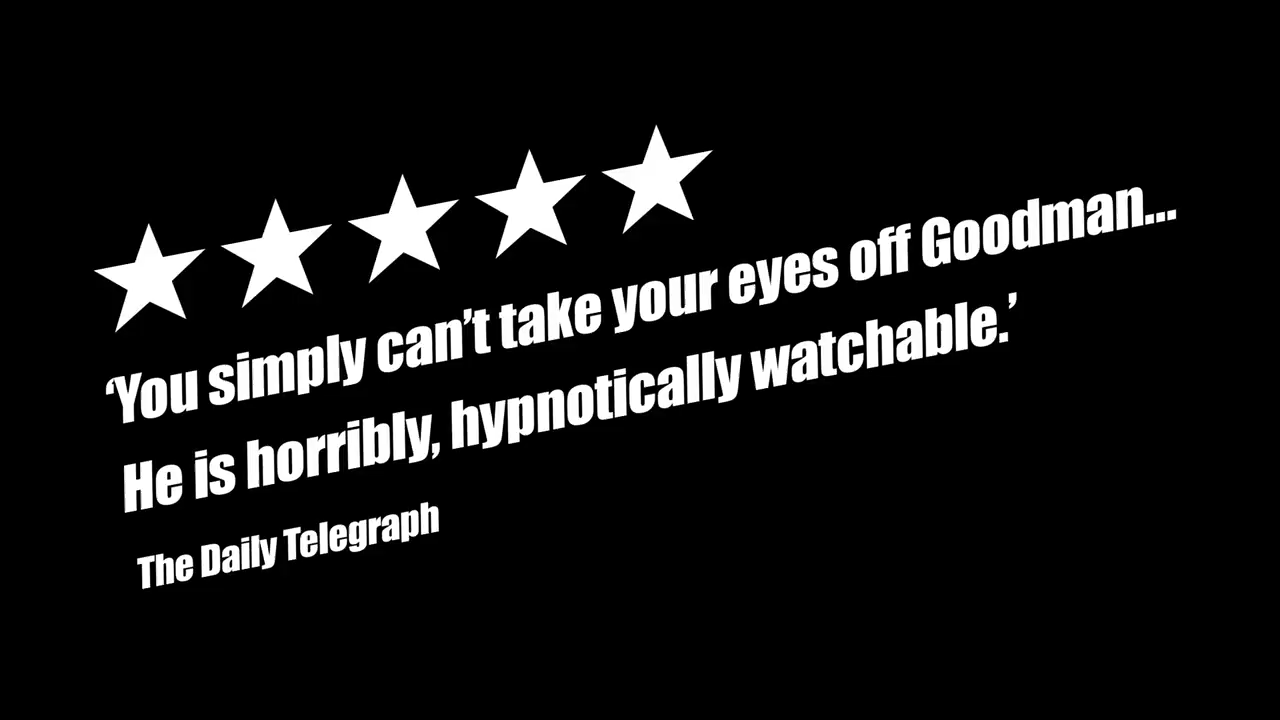 ‘You simply can’t take your eyes off Goodman...
He is horribly, hypnotically watchable.’
The Daily Telegraph